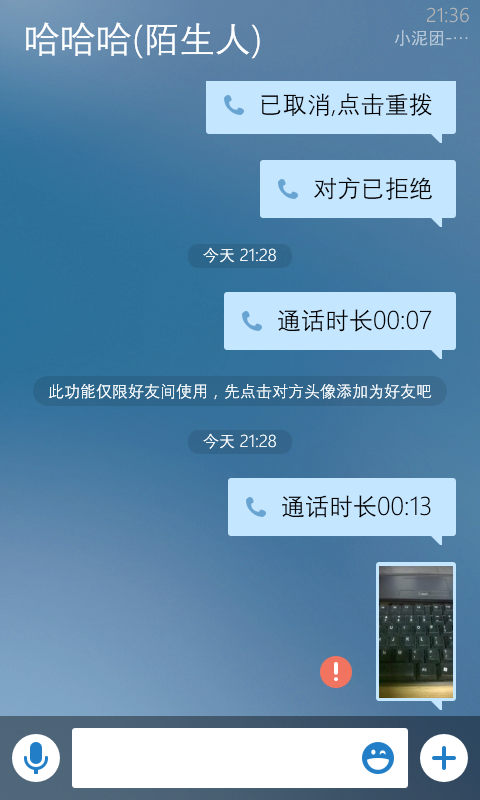 21:36
哈哈哈(陌生人)
小泥团-…
已取消,点击重拨
对方已拒绝
今天 21:28
通话时长00:07
此功能仅限好友间使用，先点击对方头像添加为好友吧
今天 21:28
通话时长00:13